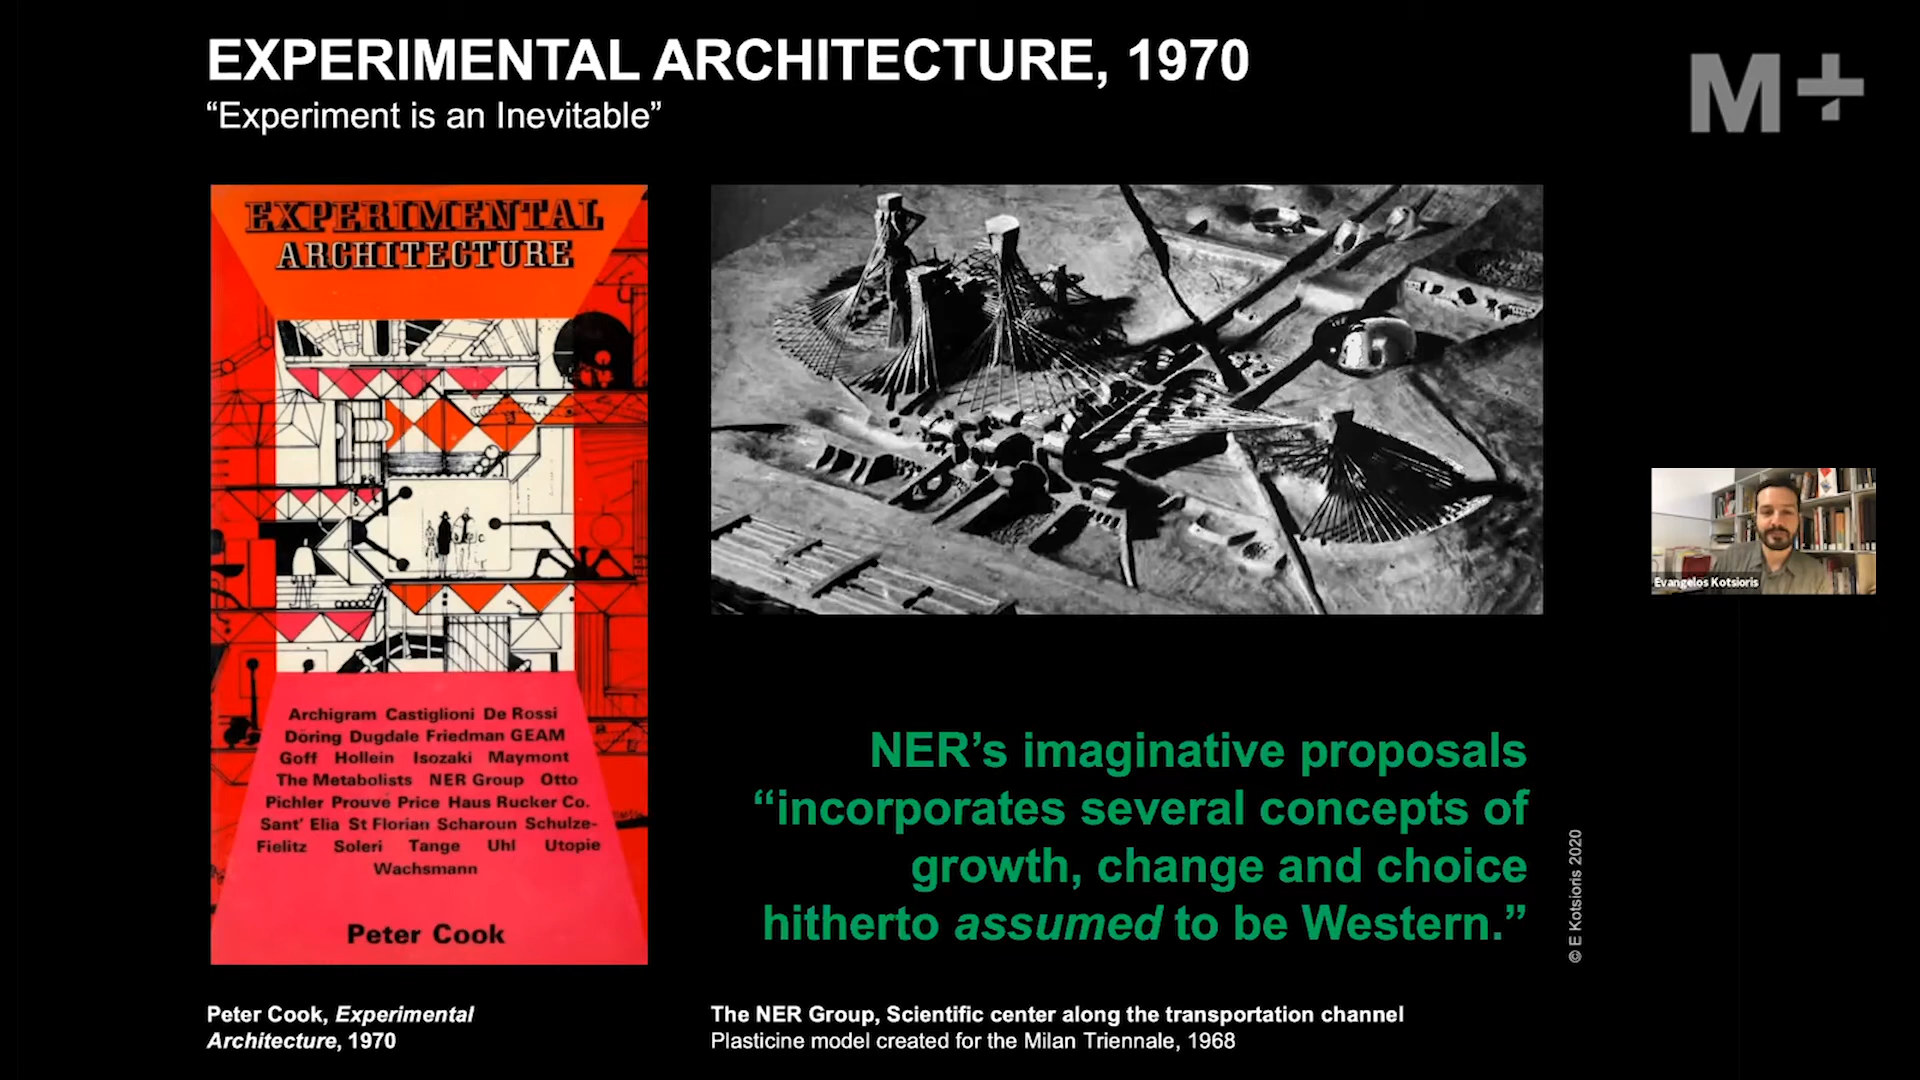 EXPERIMENTAL ARCHITECTURE, 1970
“Experiment is an Inevitable”
M+
EXPERIMENTAL
ARCHITECTURE
Archigram Castiglioni De Rossi
Döring Dugdale Friedman GEAM
Goff Hollein Isozaki Maymont
The Metabolists NER Group Otto
Pichler Prouvé Price Haus Rucker Co.
Sant' Elia St Florian Scharoun Schulze-
Fielitz Soleri Tange Uhl Utopie
Wachsmann
Peter Cook
NER’s imaginative proposals
“incorporates several concepts of
growth, change and choice
hitherto assumed to be Western.”
© E Kotsioris 2020
Evangelos Kotsioris
Peter Cook, Experimental
Architecture, 1970
The NER Group, Scientific center along the transportation channel
Plasticine model created for the Milan Triennale, 1968